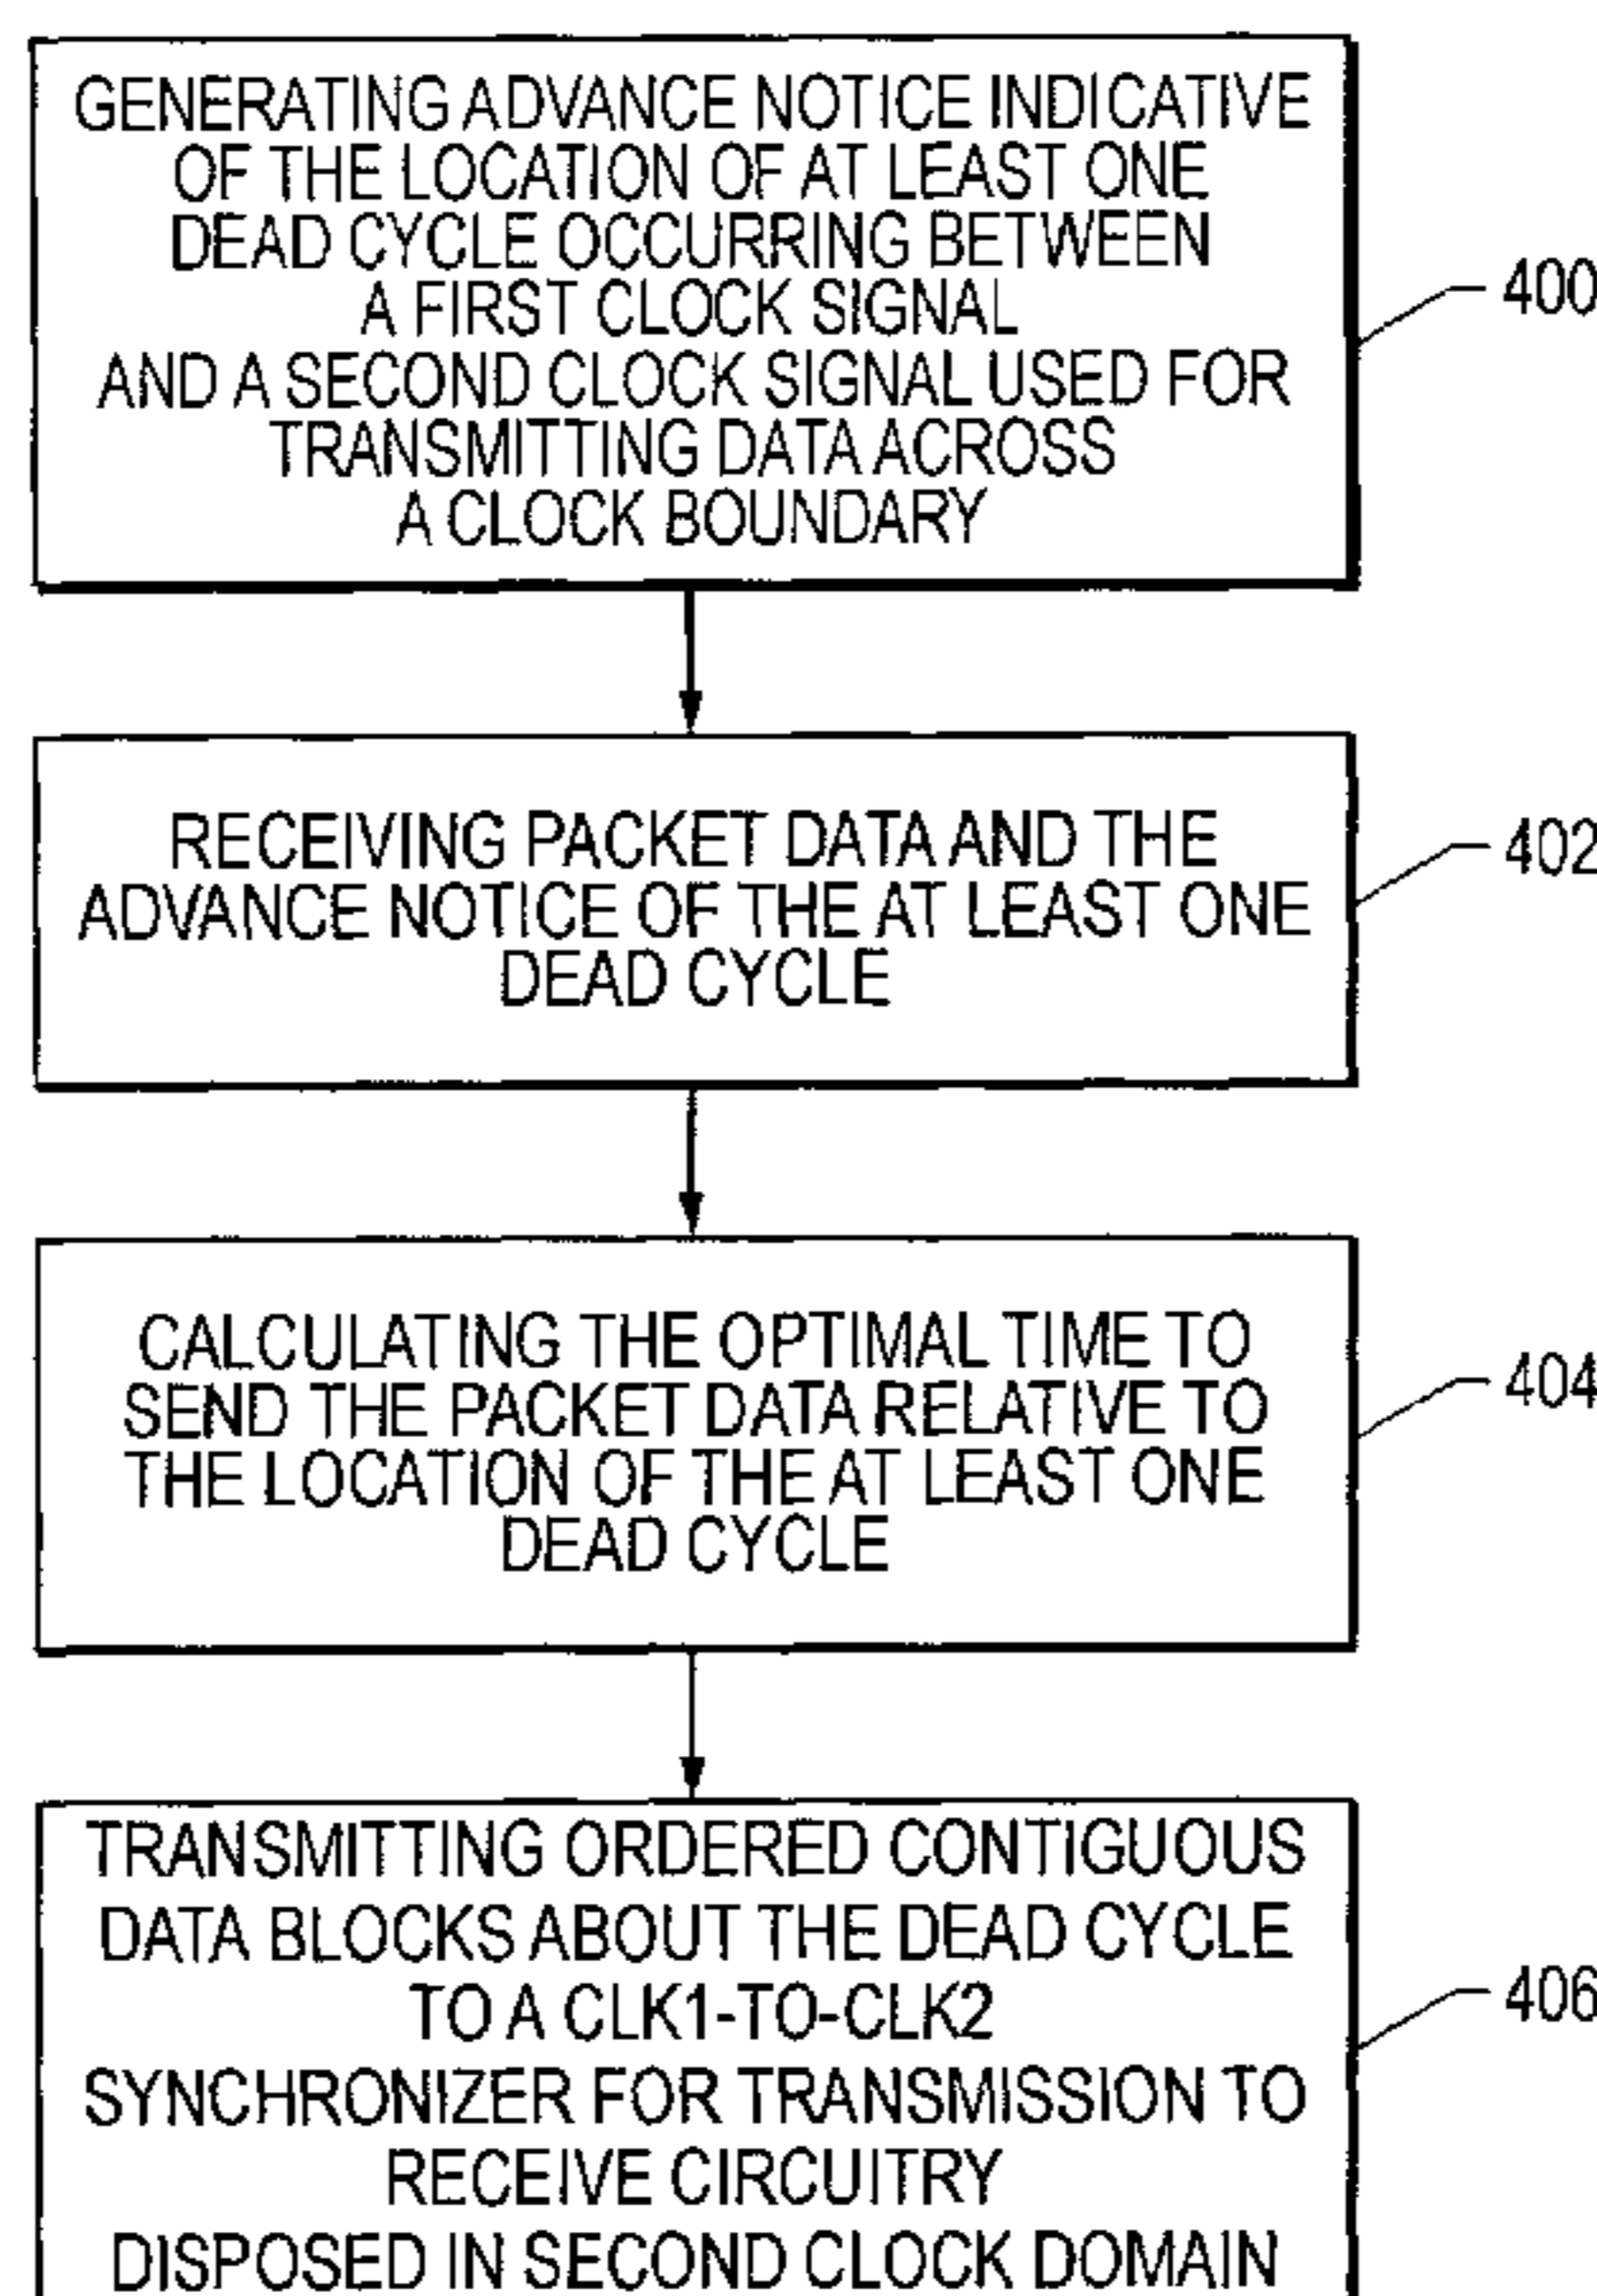 GENERATING ADVANCE NOTICE INDICATIVE
OF THE LOCATION OF AT LEAST ONE
DEAD CYCLE OCCURRING BETWEEN
A FIRST CLOCK SIGNAL
AND A SECOND CLOCK SIGNAL USED FOR
TRANSMITTING DATA ACROSS
A CLOCK BOUNDARY
400
RECEIVING PACKET DATA AND THE
ADVANCE NOTICE OF THE AT LEAST ONE
DEAD CYCLE
402
CALCULATING THE OPTIMAL TIME TO
SEND THE PACKET DATA RELATIVE TO
THE LOCATION OF THE AT LEAST ONE
DEAD CYCLE
404
TRANSMITTING ORDERED CONTIGUOUS
DATA BLOCKS ABOUT THE DEAD CYCLE
TO A CLK1-TO-CLK2
SYNCHRONIZER FOR TRANSMISSION TO
RECEIVE CIRCUITRY
DISPOSED IN SECOND CLOCK DOMAIN
406